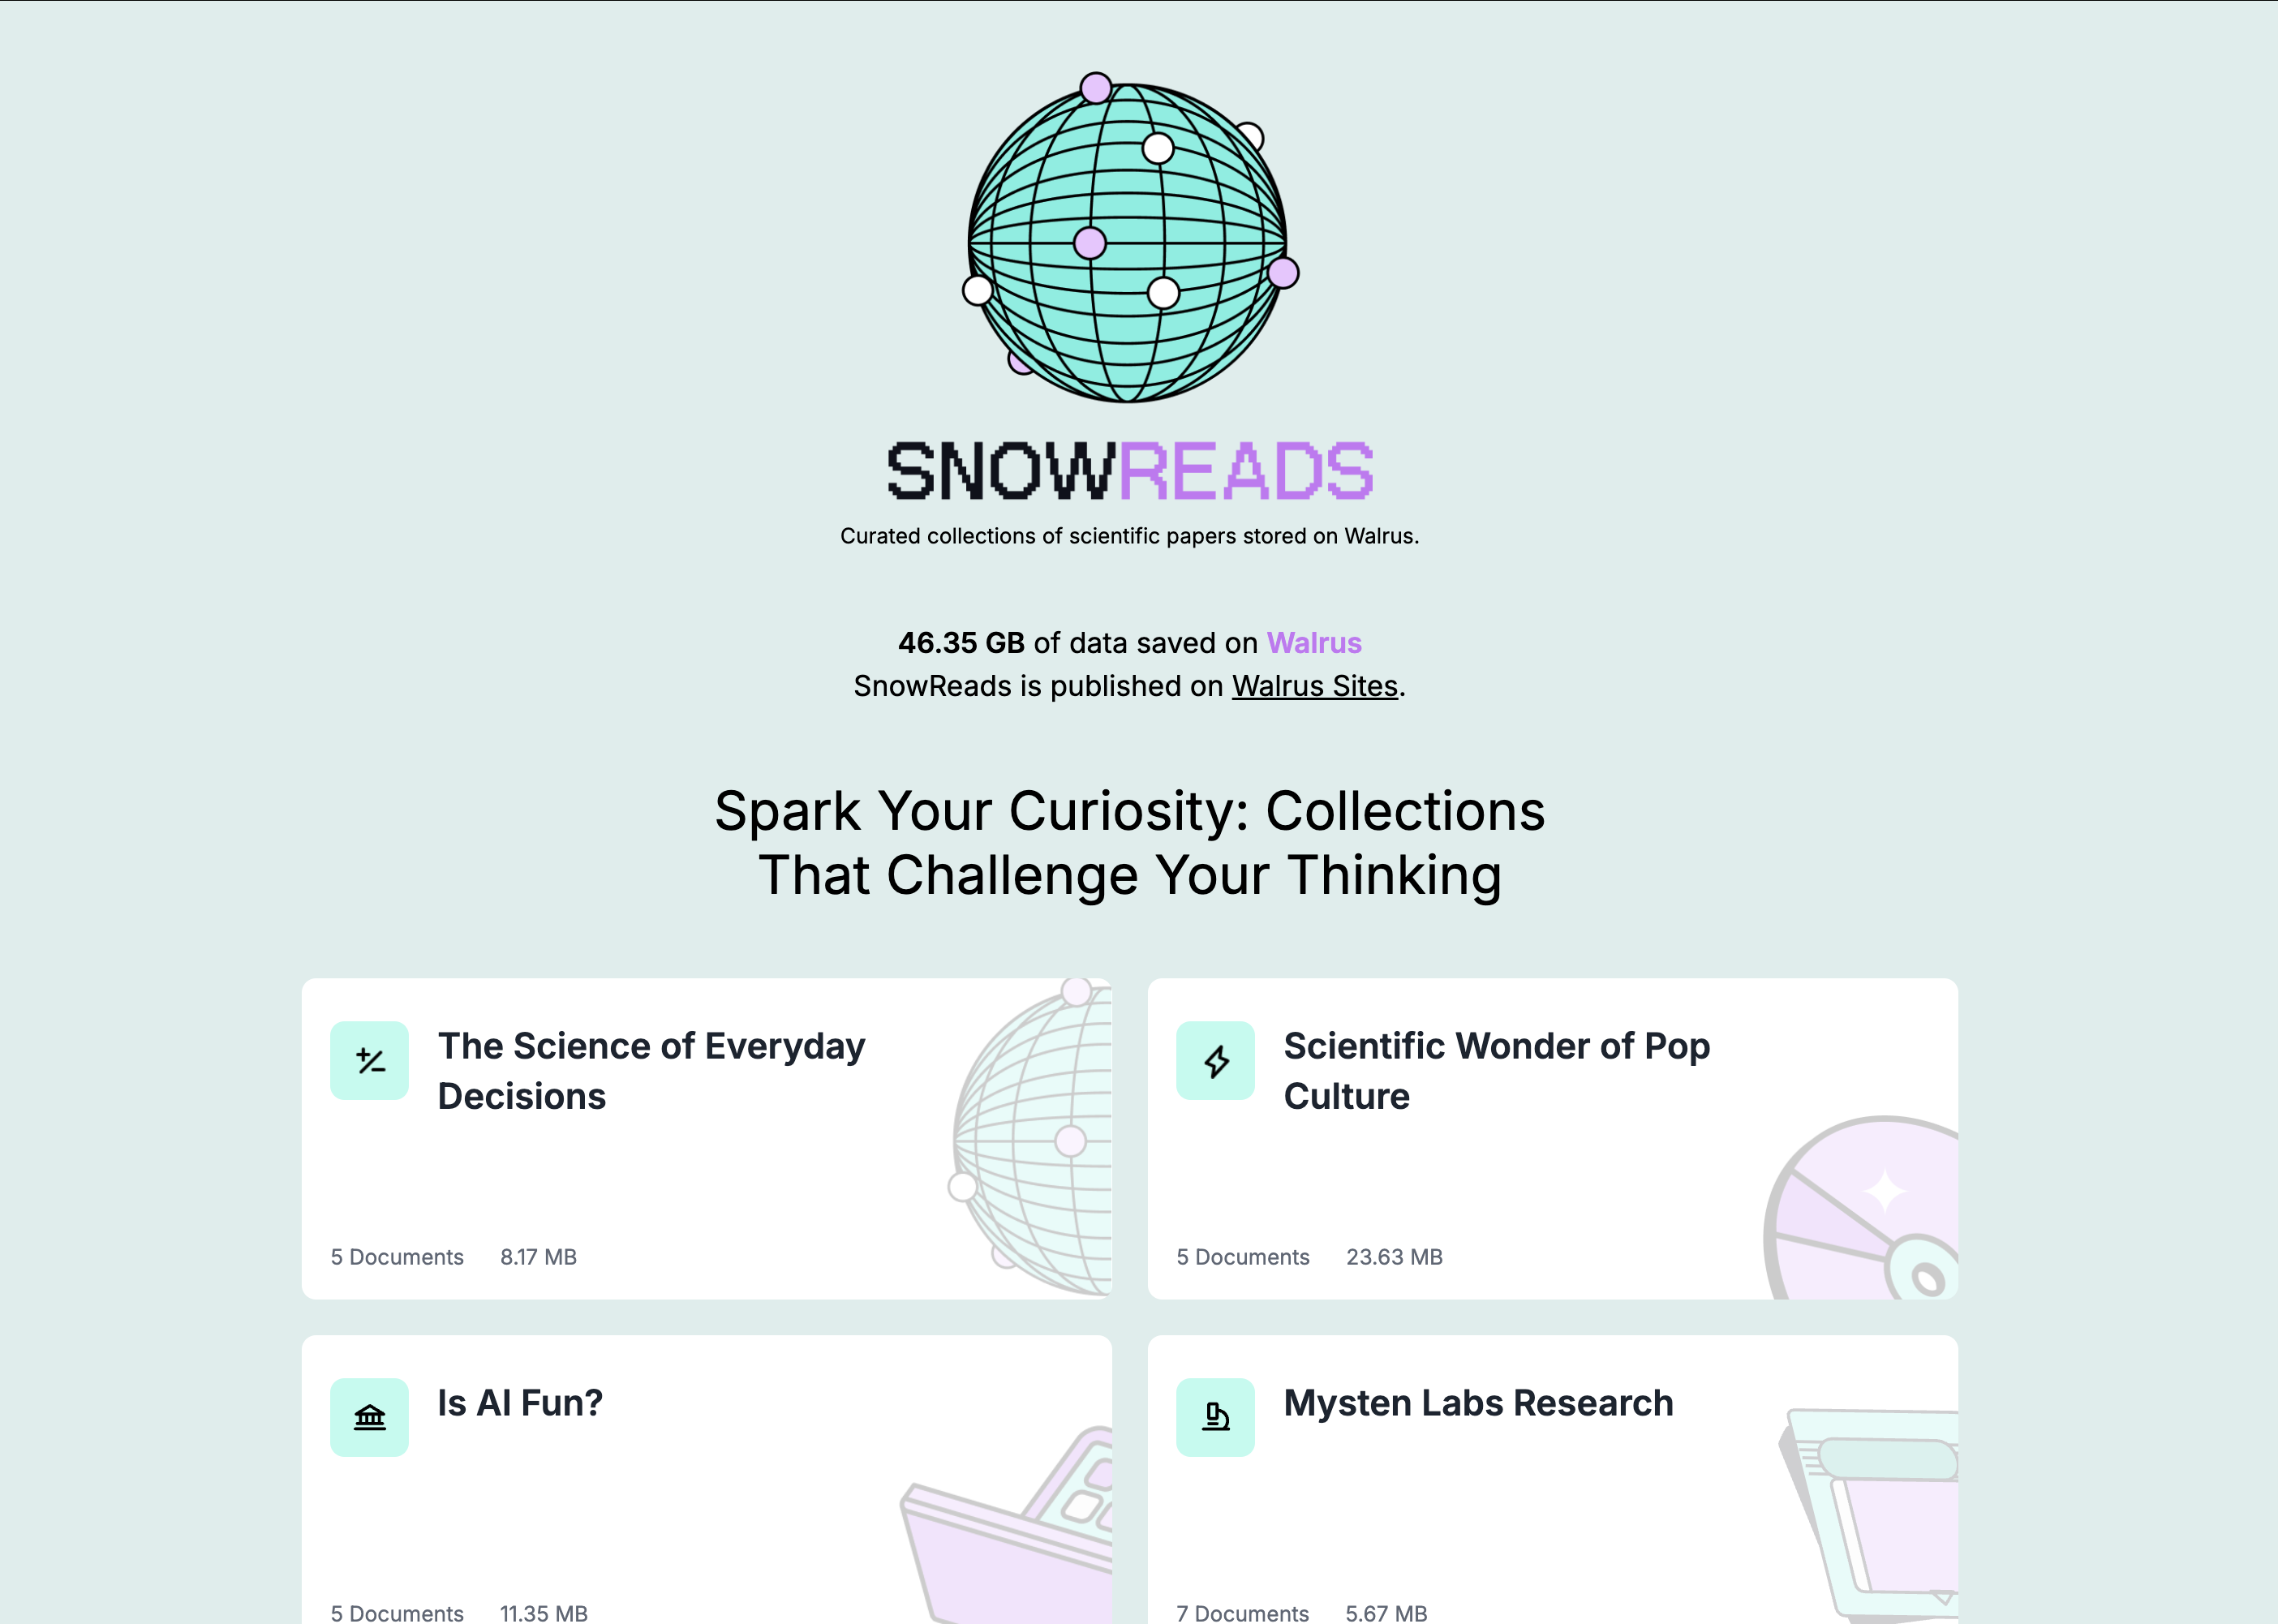 SNOWREADS
Curated collections of scientific papers stored on Walrus.
46.35 GB of data saved on Walrus
SnowReads is published on Walrus Sites.
Spark Your Curiosity: Collections
That Challenge Your Thinking
The Science of Everyday
Decisions
5 Documents 8.17 MB
Scientific Wonder of Pop
Culture
5 Documents 23.63 MB
Is AI Fun?
5 Documents 11.35 MB
Mysten Labs Research
7 Documents 5.67 MB